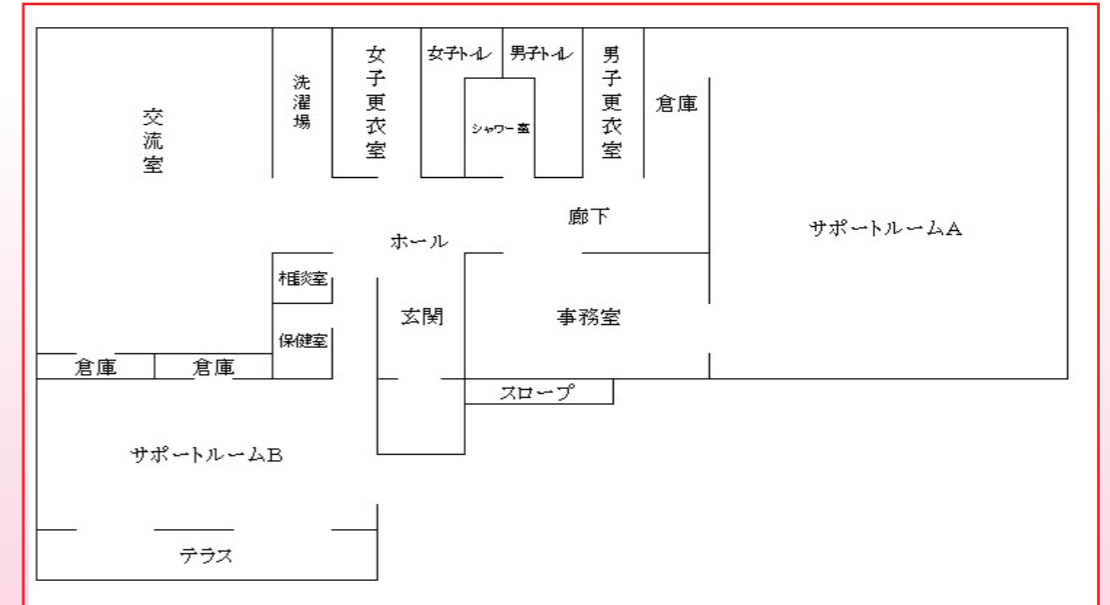 女子トイレ
男子トイレ
洗濯場
女子更衣室
男子更衣室
倉庫
交流室
シャワー室
廊下
サポートルームA
ホール
相談室
玄関
事務室
保健室
倉庫
倉庫
スロープ
サポートルームB
テラス